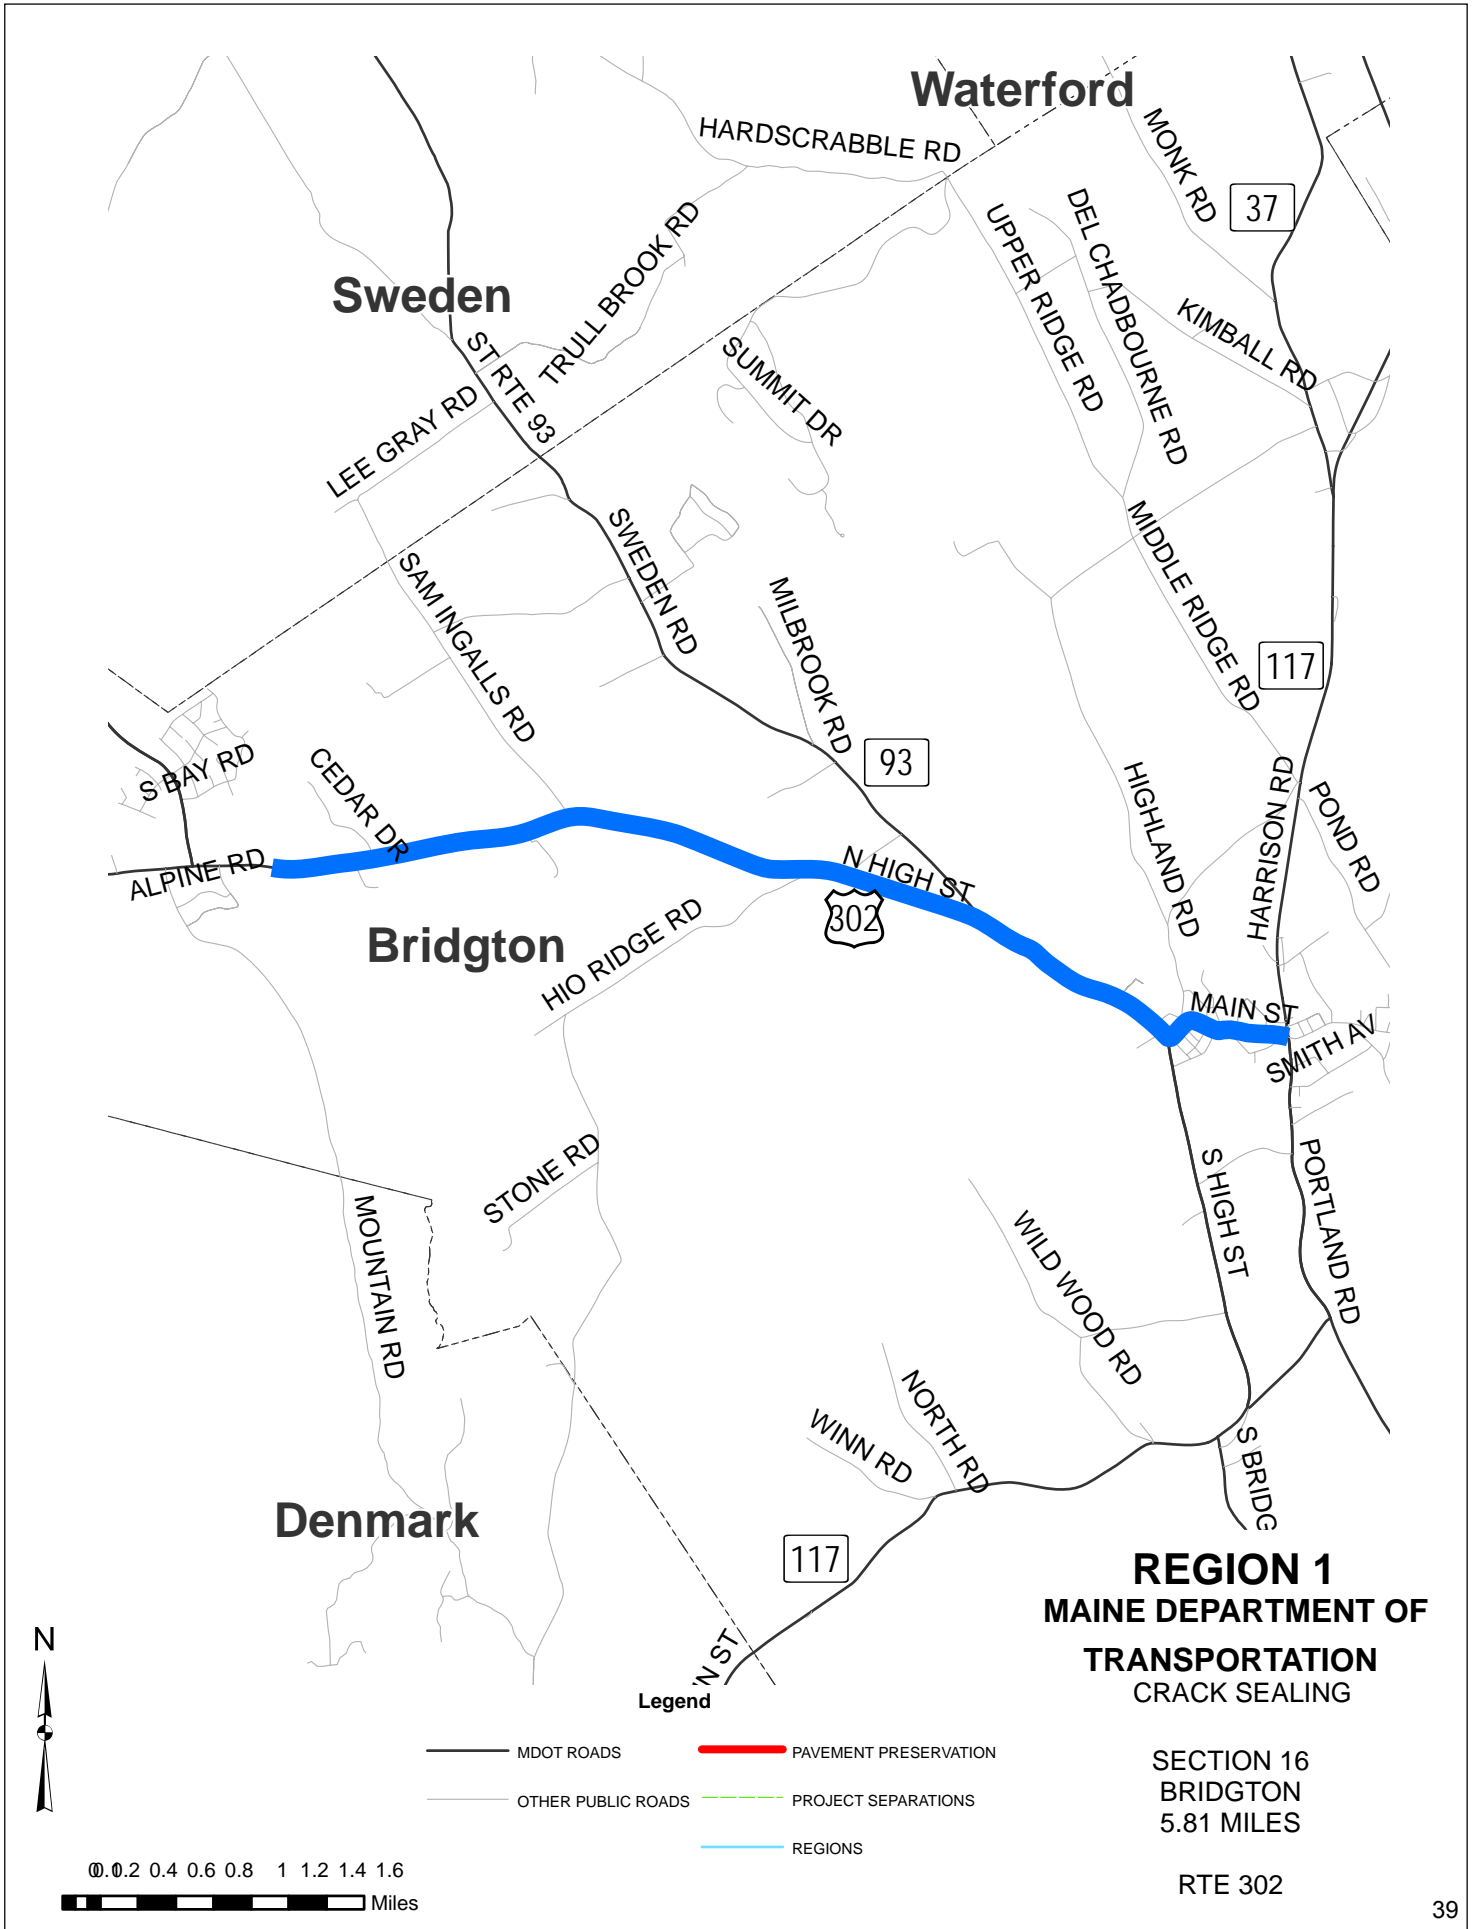 Waterford
HARDSCRABBLE RD
MONK RD
37
DEL CHADBOURNE RD
UPPER RIDGE RD
TRULL BROOK RD
Sweden
KIMBALL RD
ST RTE 93
SUMMIT DR
LEE GRAY RD
SWEDEN RD
MIDDLE RIDGE RD
SAM INGALLS RD
MILBROOK RD
117
S BAY RD
CEDAR DR
93
HIGHLAND RD
HARRISON RD
POND RD
ALPINE RD
N HIGH ST
302
Bridgton
HIO RIDGE RD
MAIN ST
SMITH AV
STONE RD
S HIGH ST
PORTLAND RD
MOUNTAIN RD
WILD WOOD RD
NORTH RD
WINN RD
S BRIDG
Denmark
117
IN ST
REGION 1
MAINE DEPARTMENT OF
TRANSPORTATION
CRACK SEALING
SECTION 16
BRIDGTON
5.81 MILES
RTE 302
N
Legend
MDOT ROADS
PAVEMENT PRESERVATION
OTHER PUBLIC ROADS
PROJECT SEPARATIONS
REGIONS
0 0.1 0.2 0.4 0.6 0.8 1 1.2 1.4 1.6
Miles
39